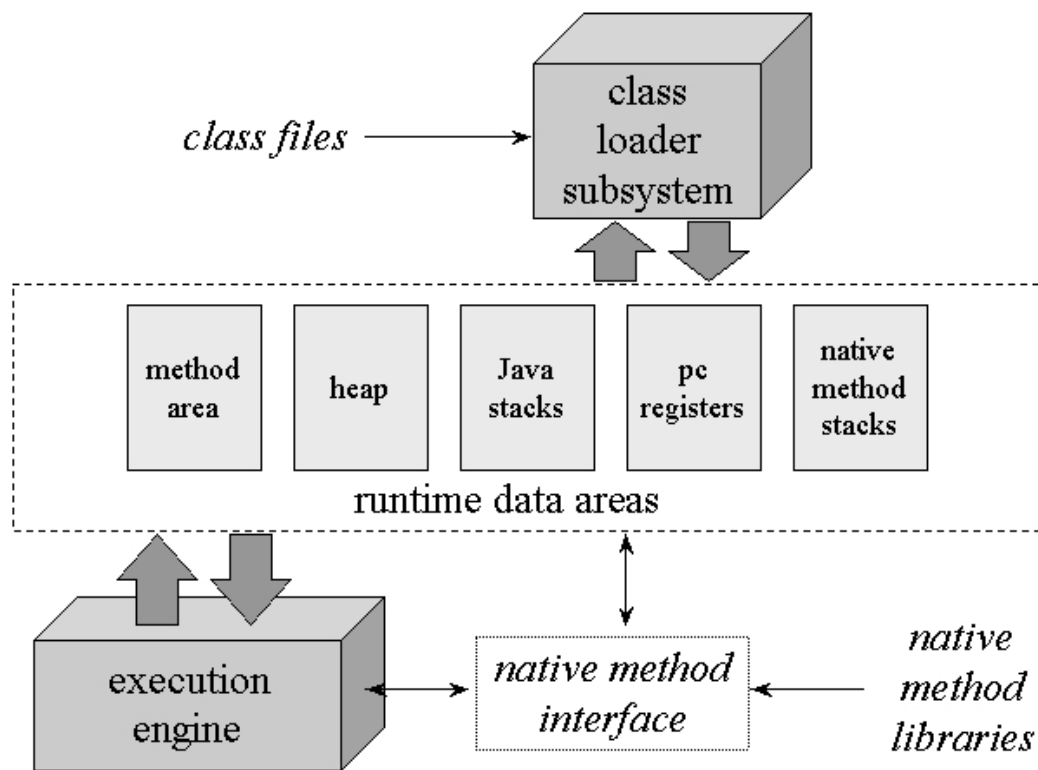 class
loader
subsystem
class files
method
area
heap
Java
stacks
pc
registers
native
method
stacks
runtime data areas
execution
engine
native method
interface
native
method
libraries